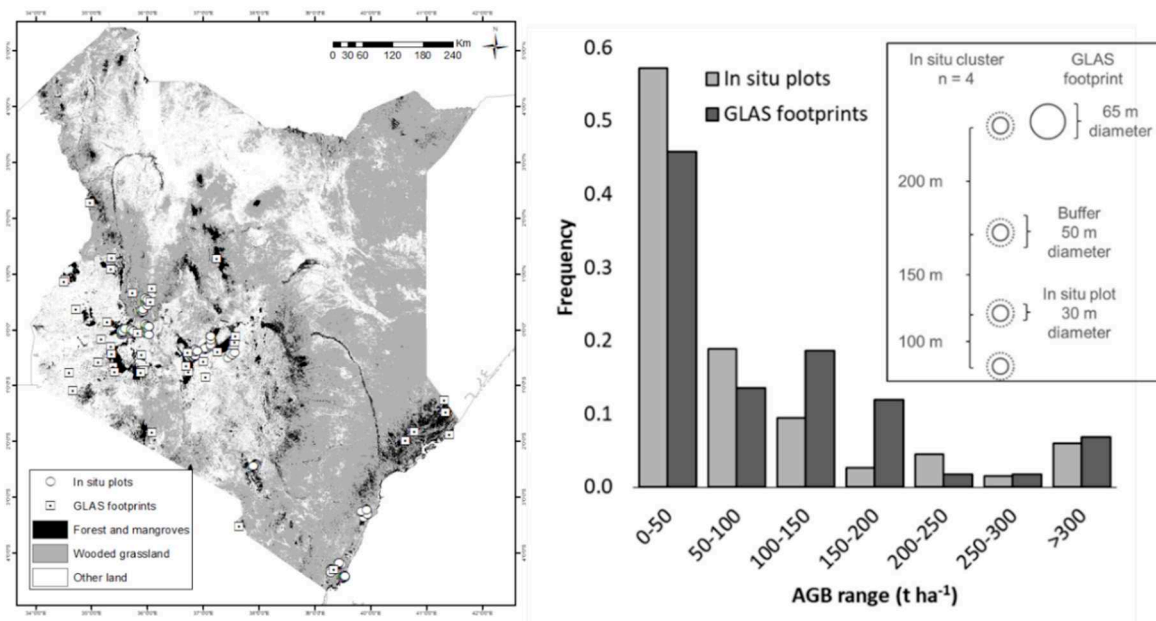 Km
0 30 60 120 180 240
N
In situ plots
GLAS footprints
Forest and mangroves
Wooded grassland
Other land
Frequency
0.6
0.5
0.4
0.3
0.2
0.1
0.0
In situ plots
GLAS footprints
0-50
50-100
100-150
150-200
200-250
250-300
>300
AGB range (t ha⁻¹)
In situ cluster
n = 4
GLAS
footprint
65 m
diameter
200 m
Buffer
50 m
diameter
150 m
In situ plot
30 m
diameter
100 m